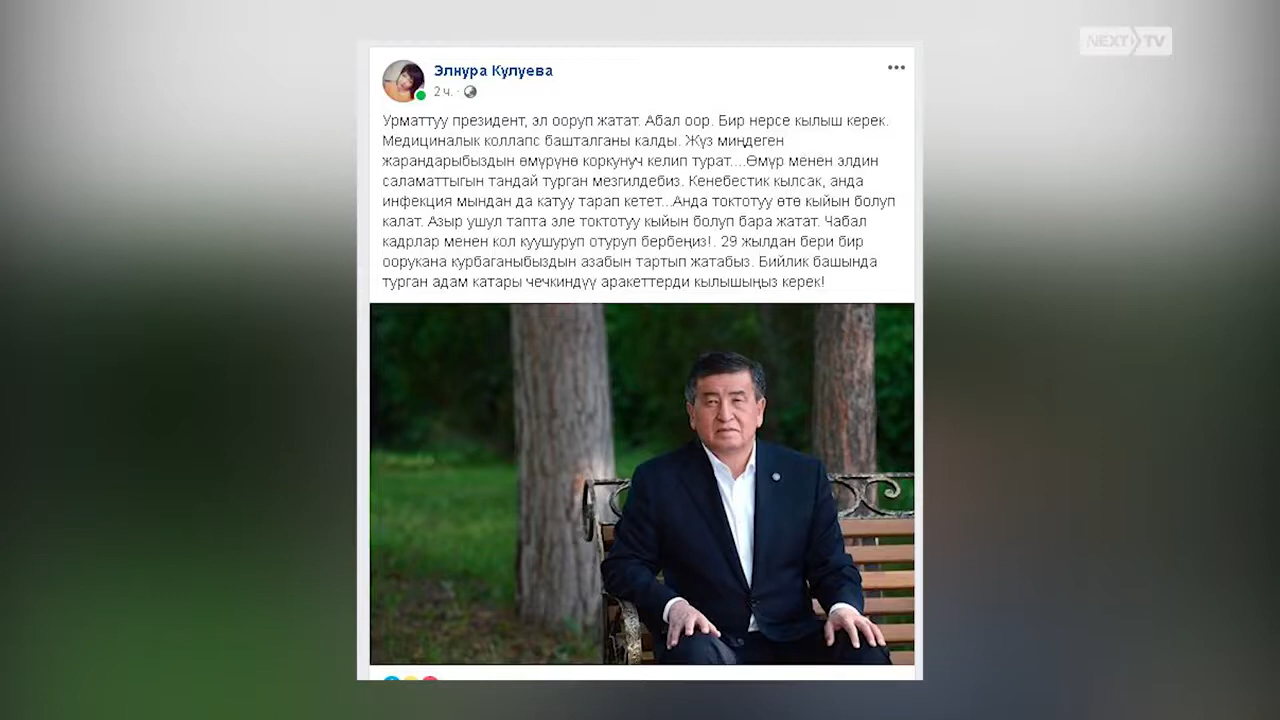 NEXT TV
Элнура Кулуева
2 ч. ·
Урматтуу президент, эл ооруп жатат. Абал оор. Бир нерсе кылыш керек.
Медициналык коллапс башталганы калды. Жүз миңдеген
жарандарыбыздын өмүрүнө коркунуч келип турат....Өмүр менен элдин
саламаттыгын тандай турган мезгилдебиз. Кенебестик кылсак, анда
инфекция мындан да катуу тарап кетет...Анда токтотуу өтө кыйын болуп
калат. Азыр ушул тапта эле токтотуу кыйын болуп бара жатат. Чабал
кадрлар менен кол куушуруп отуруп бербеңиз!. 29 жылдан бери бир
оорукана курбаганыбыздын азабын тартып жатабыз. Бийлик башында
турган адам катары чечкиндүү аракеттерди кылышыңыз керек!